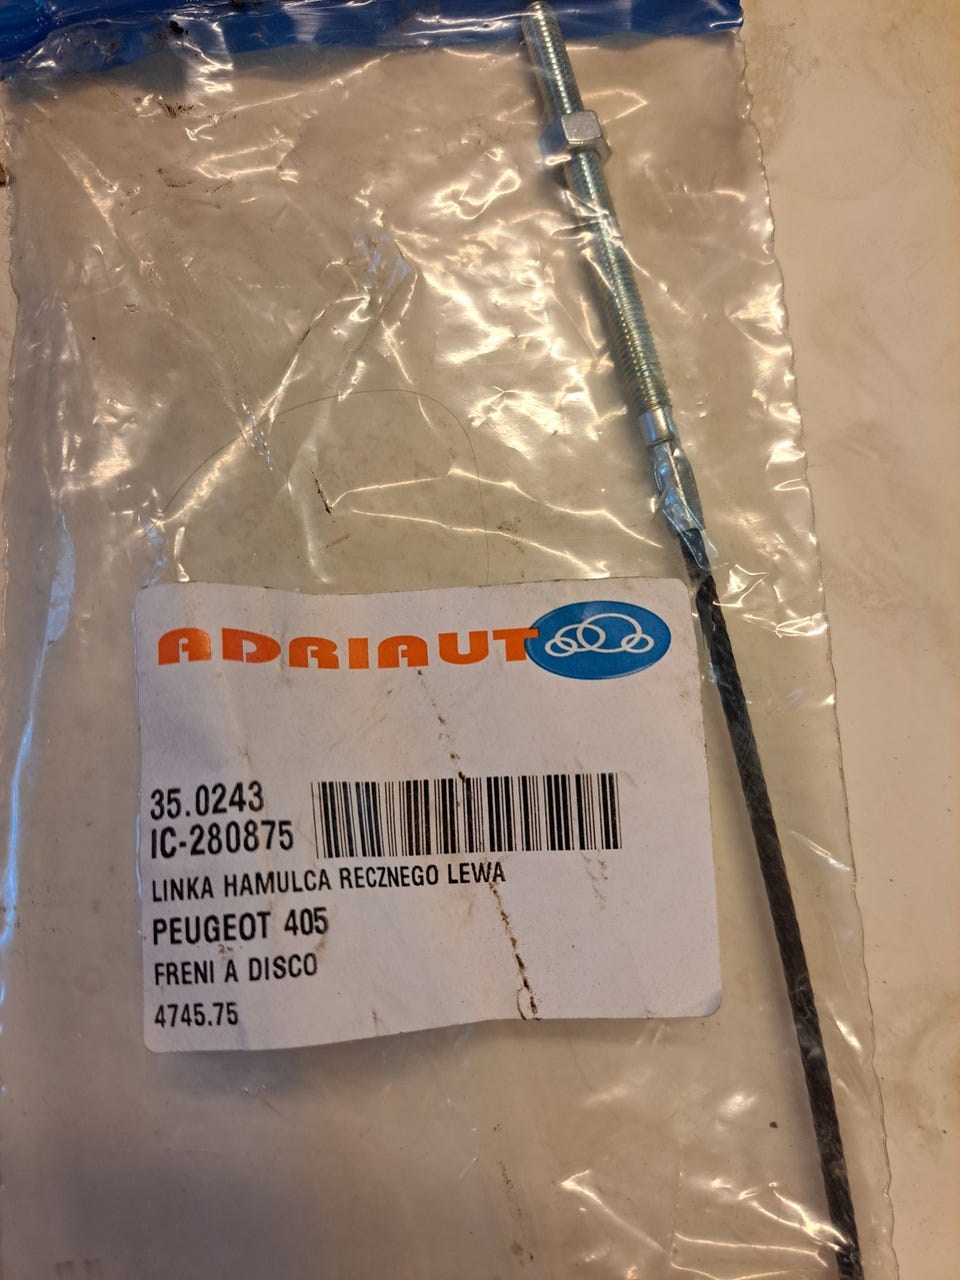 ADRIAUTO
35.0243
IC-280875
LINKA HAMULCA RECZNEGO LEWA
PEUGEOT 405
FRENI A DISCO
4745.75